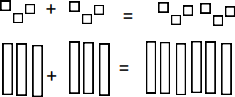 + =
+ =